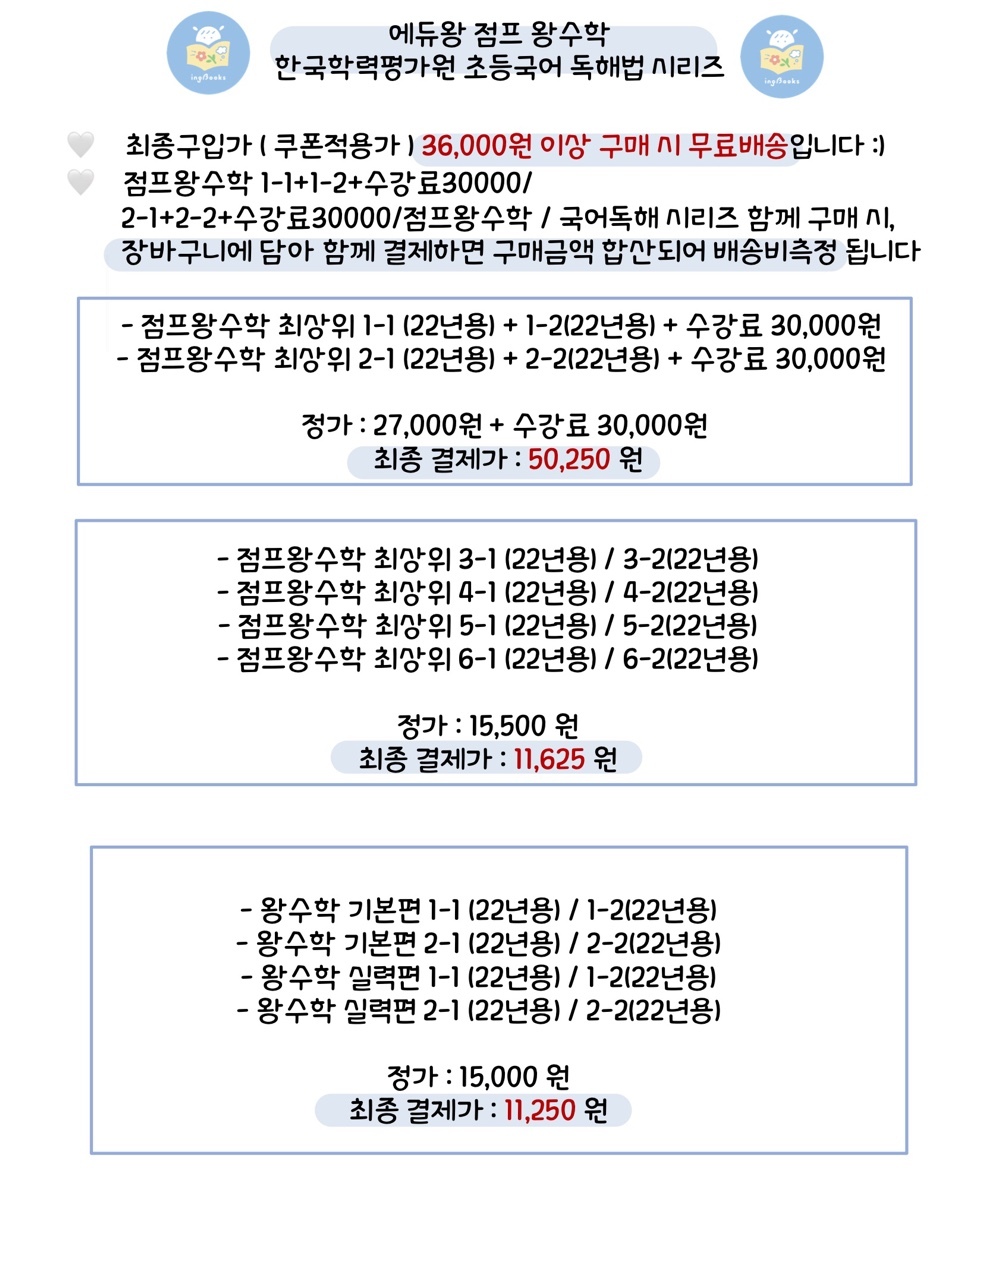 에듀왕 점프 왕수학
한국학력평가원 초등국어 독해법 시리즈
ingBooks
ingBooks
최종구입가 ( 쿠폰적용가 ) 36,000원 이상 구매 시 무료배송입니다 :)
점프왕수학 1-1+1-2+수강료30000/
2-1+2-2+수강료30000/점프왕수학 / 국어독해 시리즈 함께 구매 시,
장바구니에 담아 함께 결제하면 구매금액 합산되어 배송비측정 됩니다
- 점프왕수학 최상위 1-1 (22년용) + 1-2(22년용) + 수강료 30,000원
- 점프왕수학 최상위 2-1 (22년용) + 2-2(22년용) + 수강료 30,000원
정가 : 27,000원 + 수강료 30,000원
최종 결제가 : 50,250 원
- 점프왕수학 최상위 3-1 (22년용) / 3-2(22년용)
- 점프왕수학 최상위 4-1 (22년용) / 4-2(22년용)
- 점프왕수학 최상위 5-1 (22년용) / 5-2(22년용)
- 점프왕수학 최상위 6-1 (22년용) / 6-2(22년용)
정가 : 15,500 원
최종 결제가 : 11,625 원
- 왕수학 기본편 1-1 (22년용) / 1-2(22년용)
- 왕수학 기본편 2-1 (22년용) / 2-2(22년용)
- 왕수학 실력편 1-1 (22년용) / 1-2(22년용)
- 왕수학 실력편 2-1 (22년용) / 2-2(22년용)
정가 : 15,000 원
최종 결제가 : 11,250 원